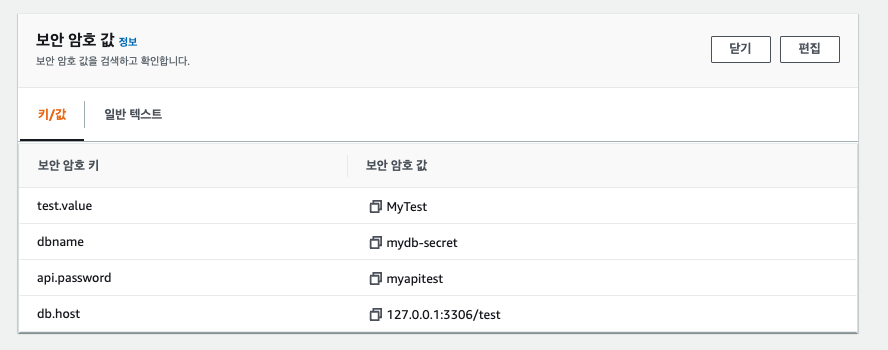 보안 암호 값 정보
보안 암호 값을 검색하고 확인합니다.
닫기 편집
키/값 일반 텍스트
보안 암호 키 보안 암호 값
test.value MyTest
dbname mydb-secret
api.password myapitest
db.host 127.0.0.1:3306/test